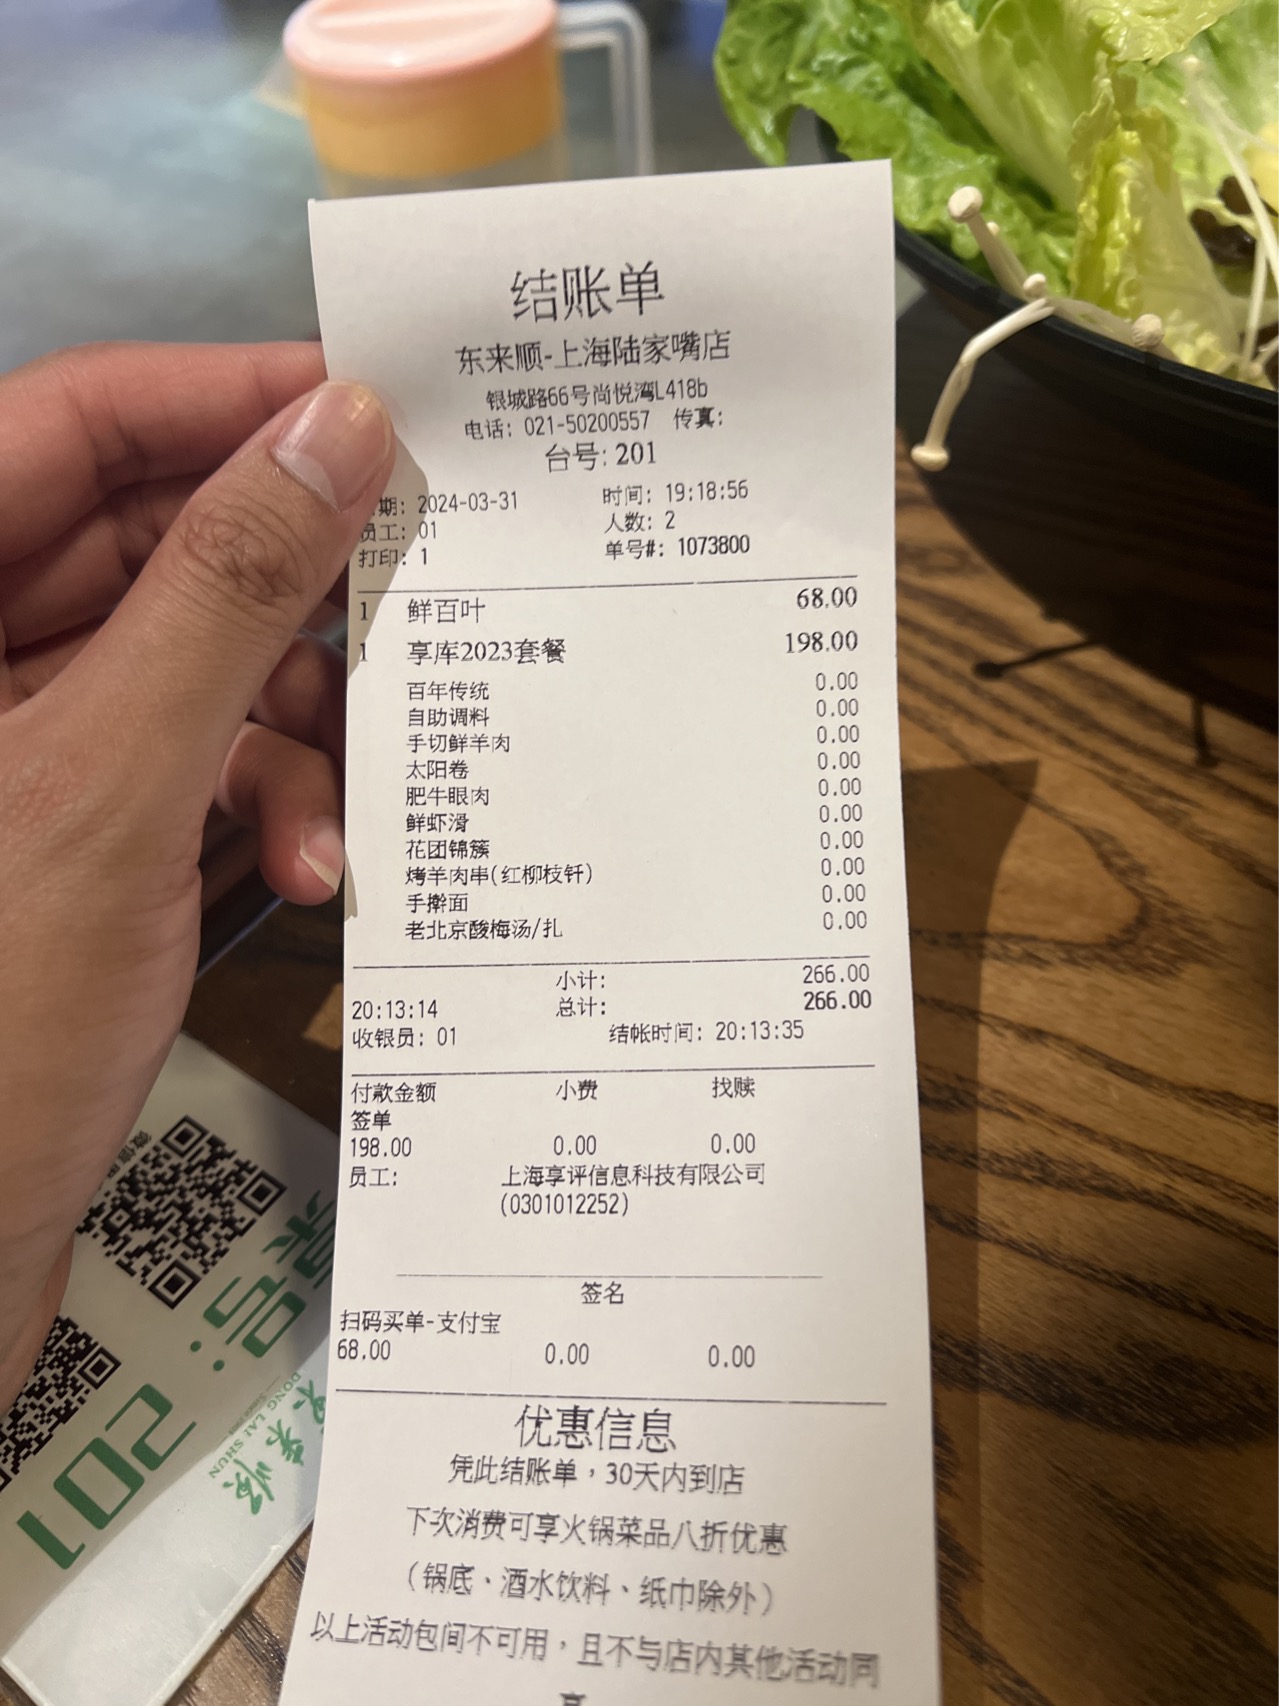 结账单
东来顺-上海陆家嘴店
银城路66号尚悦湾L418b
电话: 021-50200557 传真:
台号: 201
期: 2024-03-31 时间: 19:18:56
员工: 01 人数: 2
打印: 1 单号#: 1073800
1 鲜百叶 68.00
1 享库2023套餐 198.00
百年传统 0.00
自助调料 0.00
手切鲜羊肉 0.00
太阳卷 0.00
肥牛眼肉 0.00
鲜虾滑 0.00
花团锦簇 0.00
烤羊肉串(红柳枝钎) 0.00
手擀面 0.00
老北京酸梅汤/扎 0.00
小计: 266.00
20:13:14 总计: 266.00
收银员: 01 结帐时间: 20:13:35
付款金额 小费 找赎
签单
198.00 0.00 0.00
员工: 上海享评信息科技有限公司
(0301012252)
签名
扫码买单-支付宝
68.00 0.00 0.00
优惠信息
凭此结账单，30天内到店
下次消费可享火锅菜品八折优惠
（锅底、酒水饮料、纸巾除外）
以上活动包间不可用，且不与店内其他活动同
享
桌号:
201
东来顺
DONG LAI SHUN